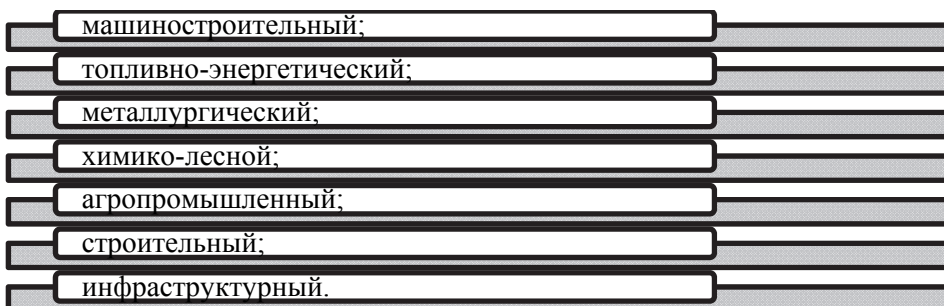 машиностроительный;
топливно-энергетический;
металлургический;
химико-лесной;
агропромышленный;
строительный;
инфраструктурный.